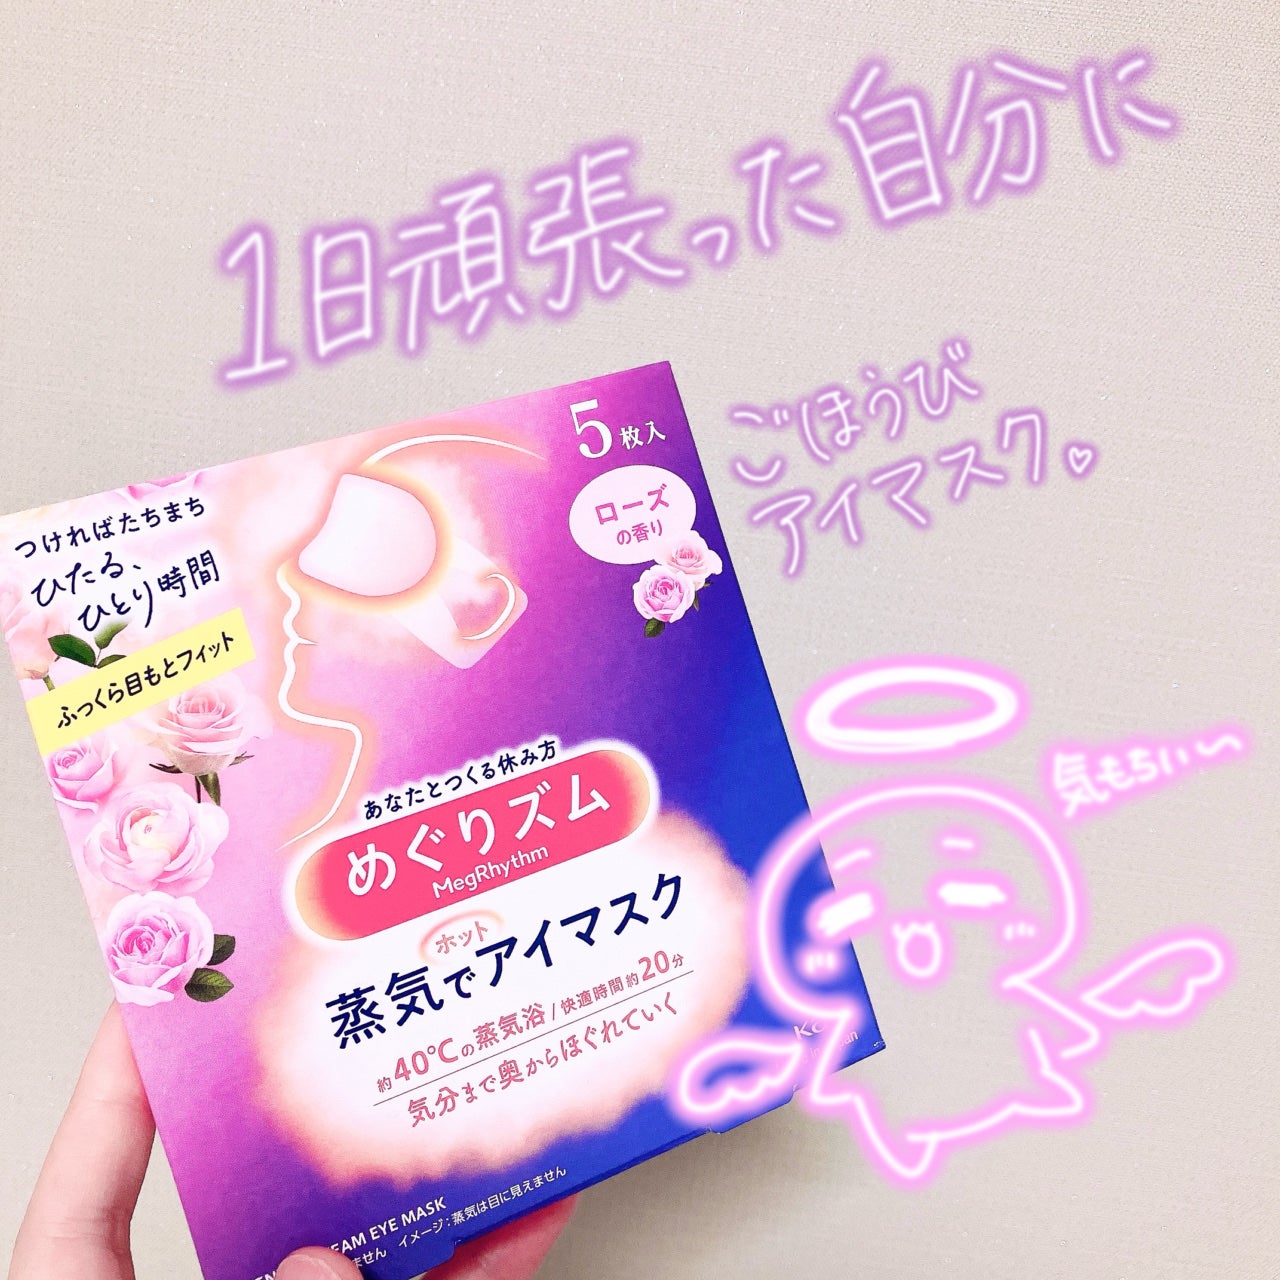 1日頑張った自分に
ごほうび
アイマスク。♡
5枚入
ローズ
の香り
つければたちまち
ひたる、
ひとり時間
ふっくら目もとフィット
あなたとつくる休み方
めぐりズム
MegRhythm
ホット
蒸気でアイマスク
約40℃の蒸気浴/快適時間約20分
気分まで奥からほぐれていく
気もちいい〜
EAM EYE MASK
ません イメージ:蒸気は目に見えません